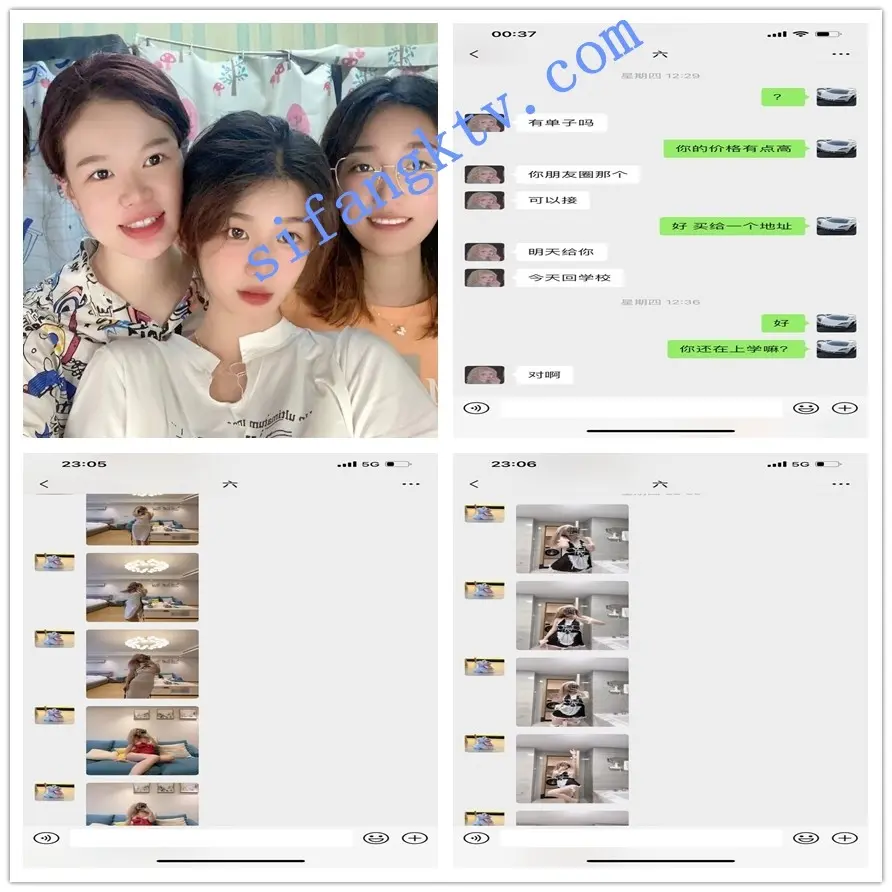 sifangktv.com
00:37
六
星期四 12:29
?
有单子吗
你的价格有点高
你朋友圈那个
可以接
好 买给一个地址
明天给你
今天回学校
星期四 12:36
好
你还在上学嘛?
对啊
23:05
5G
六
23:06
5G
六